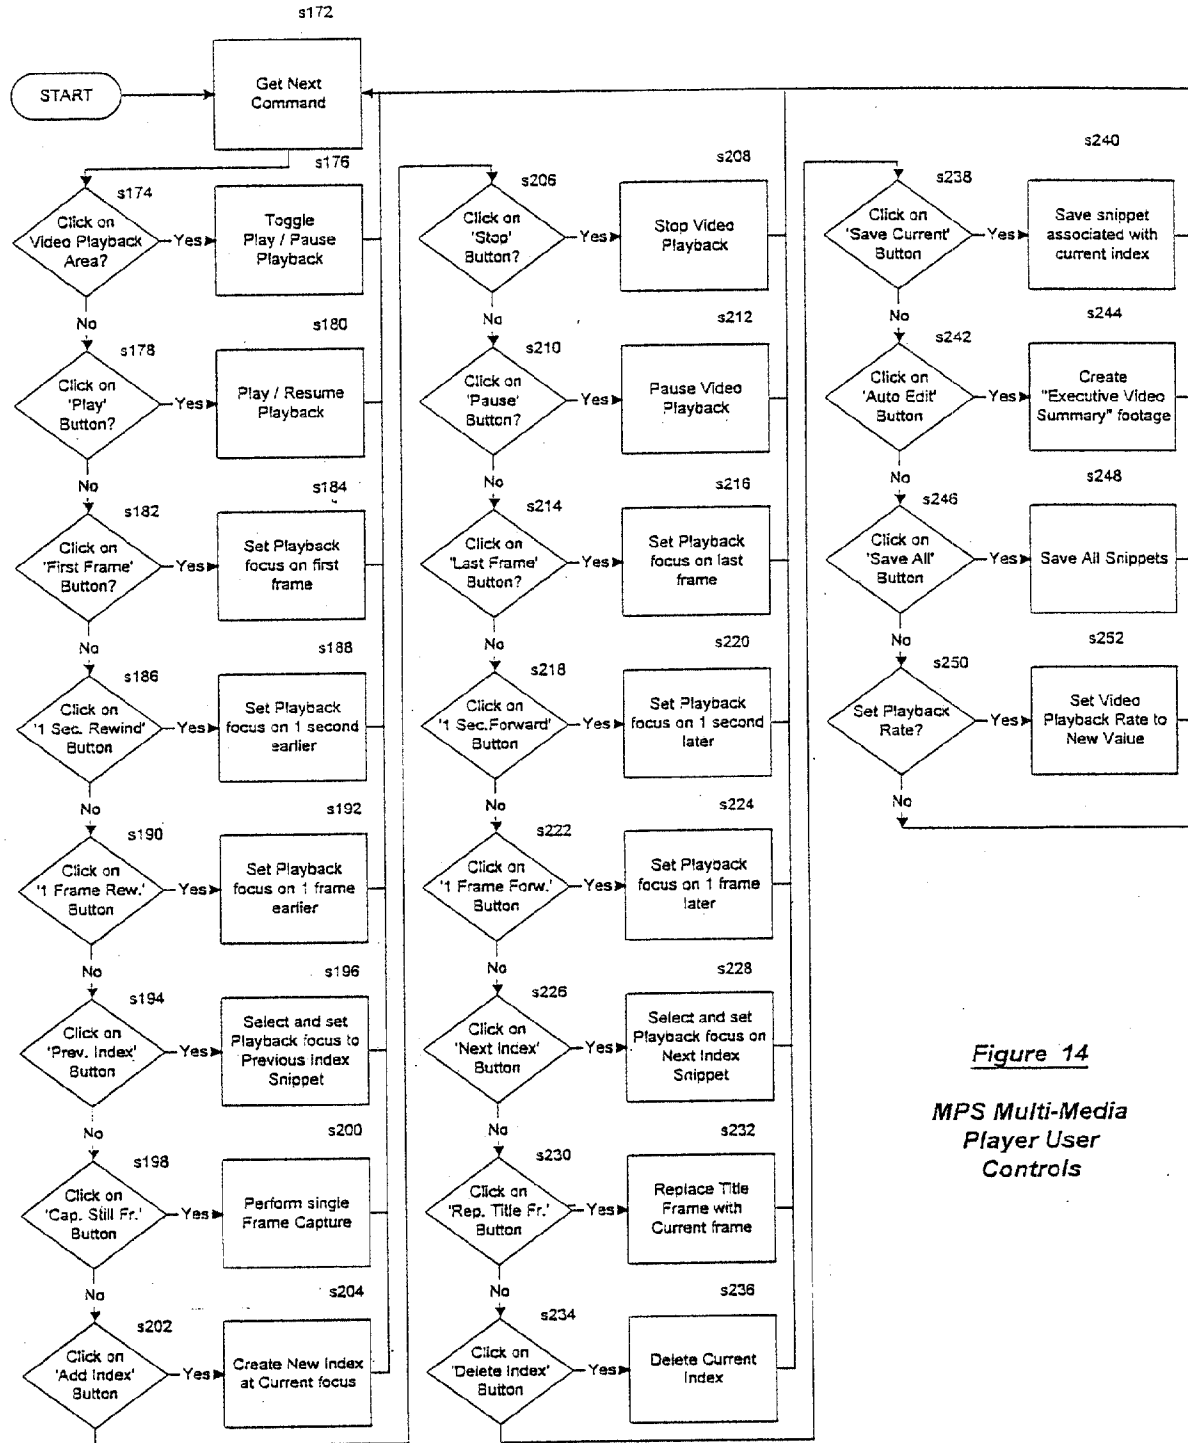 s172
START
Get Next
Command
s174
Click on
Video Playback
Area?
Yes
s176
Toggle
Play / Pause
Playback
No
s178
Click on
'Play'
Button?
Yes
s180
Play / Resume
Playback
No
s182
Click on
'First Frame'
Button?
Yes
s184
Set Playback
focus on first
frame
No
s186
Click on
'1 Sec. Rewind'
Button
Yes
s188
Set Playback
focus on 1 second
earlier
No
s190
Click on
'1 Frame Rew.'
Button
Yes
s192
Set Playback
focus on 1 frame
earlier
No
s194
Click on
'Prev. Index'
Button
Yes
s196
Select and set
Playback focus to
Previous Index
Snippet
No
s198
Click on
'Cap. Still Fr.'
Button
Yes
s200
Perform single
Frame Capture
No
s202
Click on
'Add Index'
Button
Yes
s204
Create New Index
at Current focus
s206
Click on
'Stop'
Button?
Yes
s208
Stop Video
Playback
No
s210
Click on
'Pause'
Button?
Yes
s212
Pause Video
Playback
No
s214
Click on
'Last Frame'
Button?
Yes
s216
Set Playback
focus on last
frame
No
s218
Click on
'1 Sec.Forward'
Button
Yes
s220
Set Playback
focus on 1 second
later
No
s222
Click on
'1 Frame Forw.'
Button
Yes
s224
Set Playback
focus on 1 frame
later
No
s226
Click on
'Next Index'
Button
Yes
s228
Select and set
Playback focus on
Next Index
Snippet
No
s230
Click on
'Rep. Title Fr.'
Button
Yes
s232
Replace Title
Frame with
Current frame
No
s234
Click on
'Delete Index'
Button
Yes
s236
Delete Current
Index
s238
Click on
'Save Current'
Button
Yes
s240
Save snippet
associated with
current index
No
s242
Click on
'Auto Edit'
Button
Yes
s244
Create
"Executive Video
Summary" footage
No
s246
Click on
'Save All'
Button
Yes
s248
Save All Snippets
No
s250
Set Playback
Rate?
Yes
s252
Set Video
Playback Rate to
New Value
No
Figure 14
MPS Multi-Media
Player User
Controls